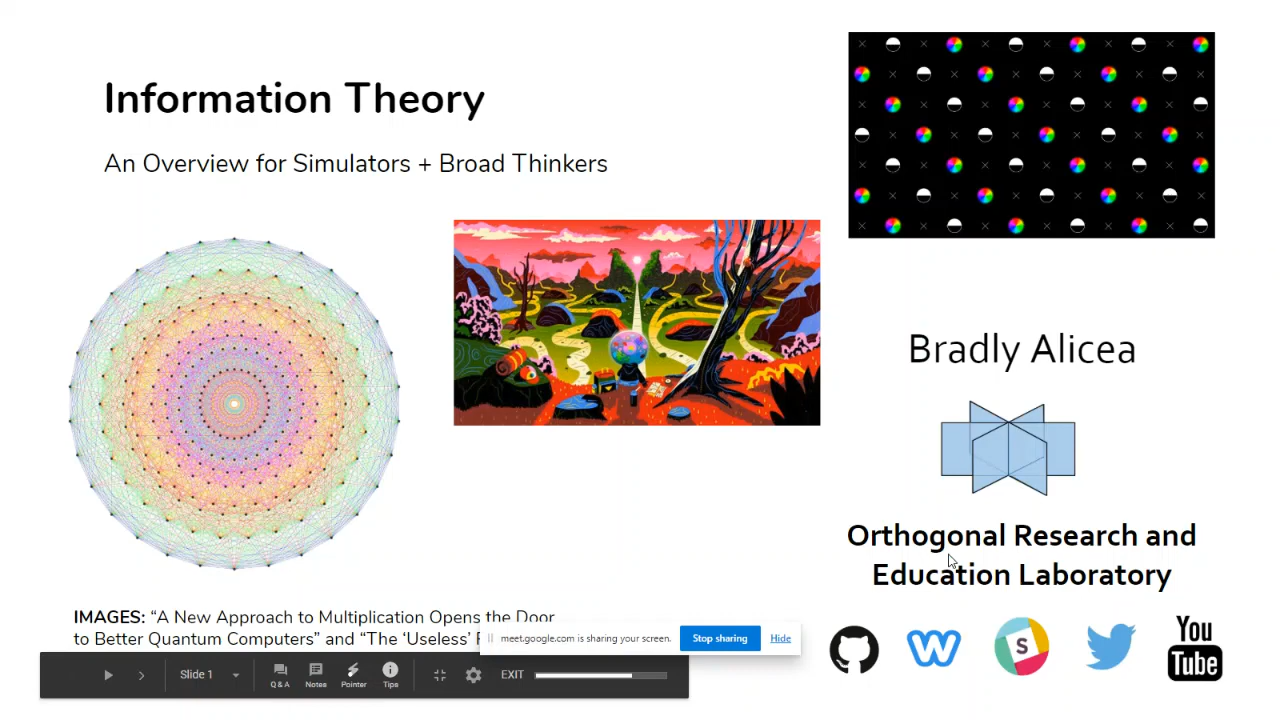 Information Theory
An Overview for Simulators + Broad Thinkers
Bradly Alicea
Orthogonal Research and
Education Laboratory
IMAGES: “A New Approach to Multiplication Opens the Door
to Better Quantum Computers” and “The ‘Useless’
meet.google.com is sharing your screen.
Stop sharing
Hide
Slide 1
Q & A
Notes
Pointer
Tips
EXIT
W
S
You
Tube